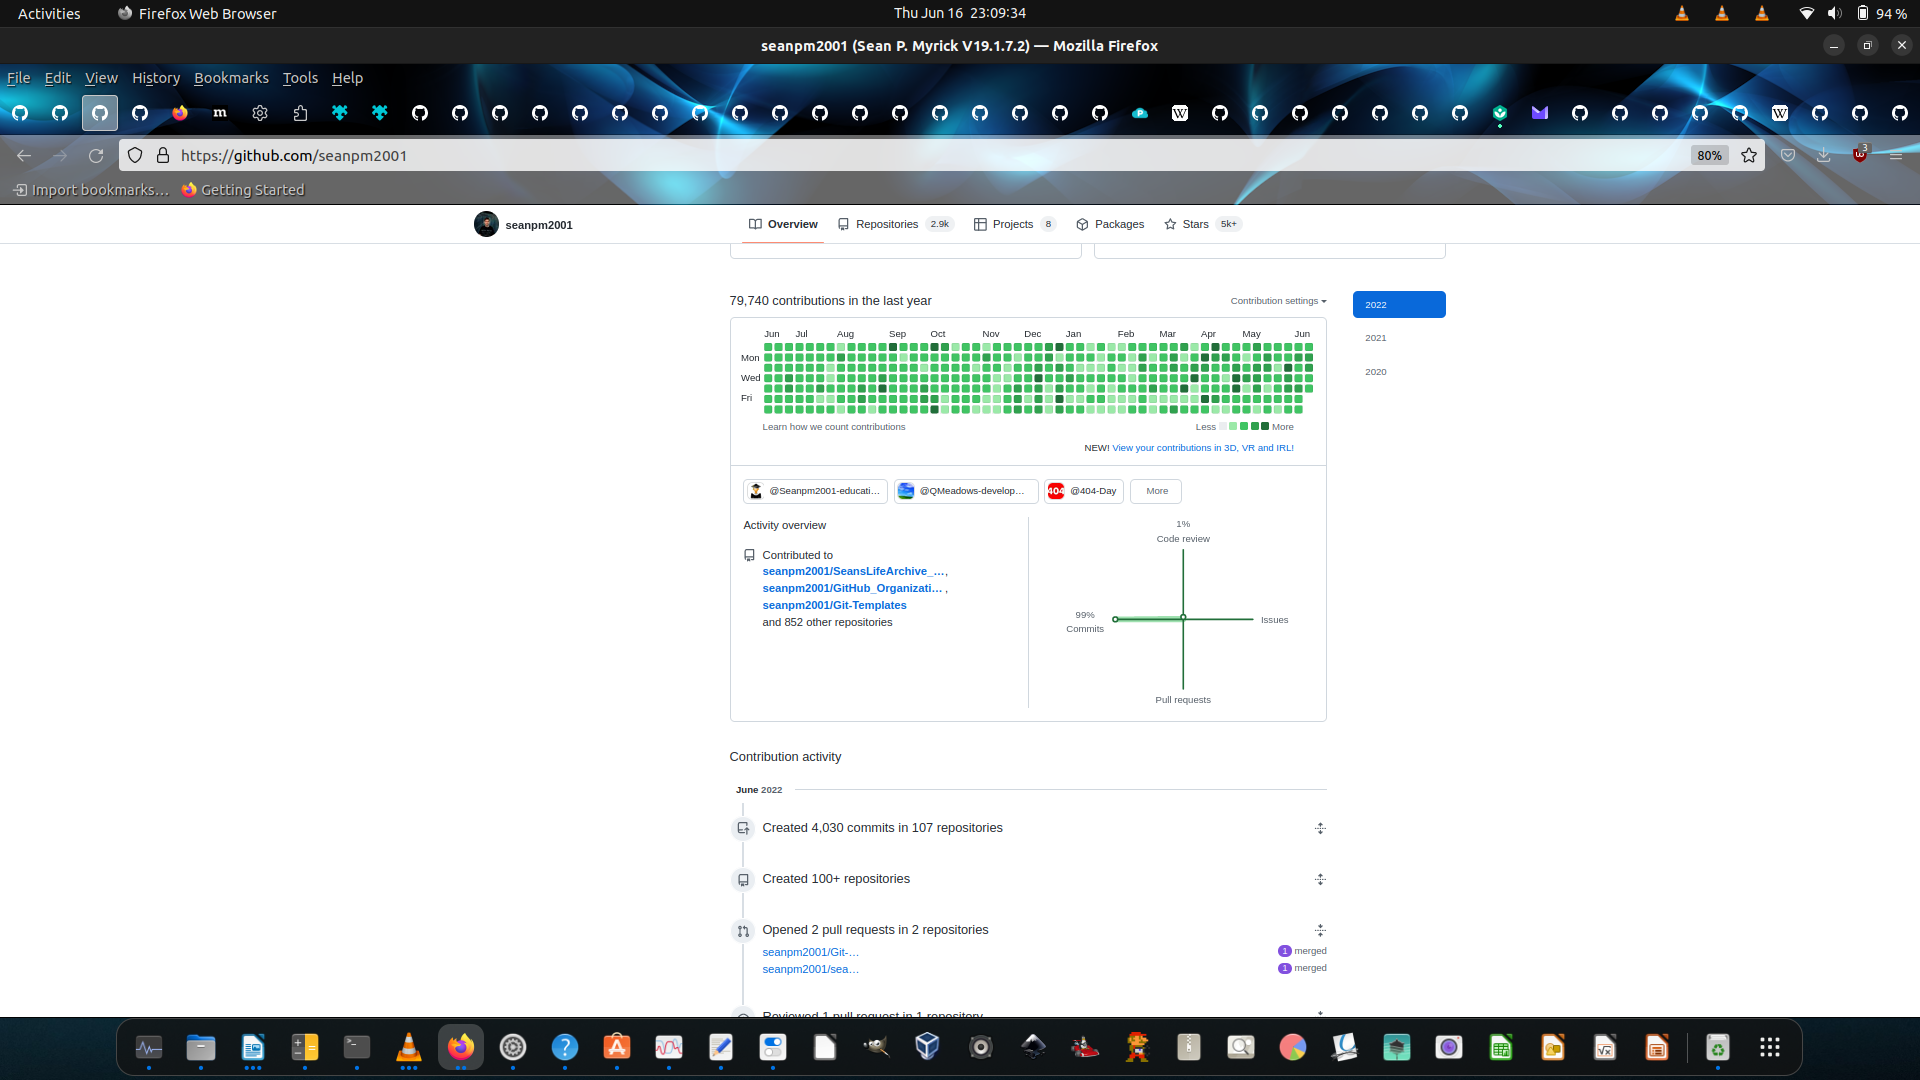 Activities Firefox Web Browser Thu Jun 16 23:09:34 94 %
seanpm2001 (Sean P. Myrick V19.1.7.2) — Mozilla Firefox
File Edit View History Bookmarks Tools Help
https://github.com/seanpm2001 80% 3
Import bookmarks… Getting Started
seanpm2001 Overview Repositories 2.9k Projects 8 Packages Stars 5k+
79,740 contributions in the last year Contribution settings 2022
Jun Jul Aug Sep Oct Nov Dec Jan Feb Mar Apr May Jun
2021
Mon
2020
Wed
Fri
Learn how we count contributions Less More
NEW! View your contributions in 3D, VR and IRL!
@Seanpm2001-educati… @QMeadows-develop… 404 @404-Day More
Activity overview
1%
Code review
Contributed to
seanpm2001/SeansLifeArchive_… ,
seanpm2001/GitHub_Organizati… ,
seanpm2001/Git-Templates
and 852 other repositories
99%
Commits
Issues
Pull requests
Contribution activity
June 2022
Created 4,030 commits in 107 repositories
Created 100+ repositories
Opened 2 pull requests in 2 repositories
seanpm2001/Git-… 1 merged
seanpm2001/sea… 1 merged
Reviewed 1 pull request in 1 repository